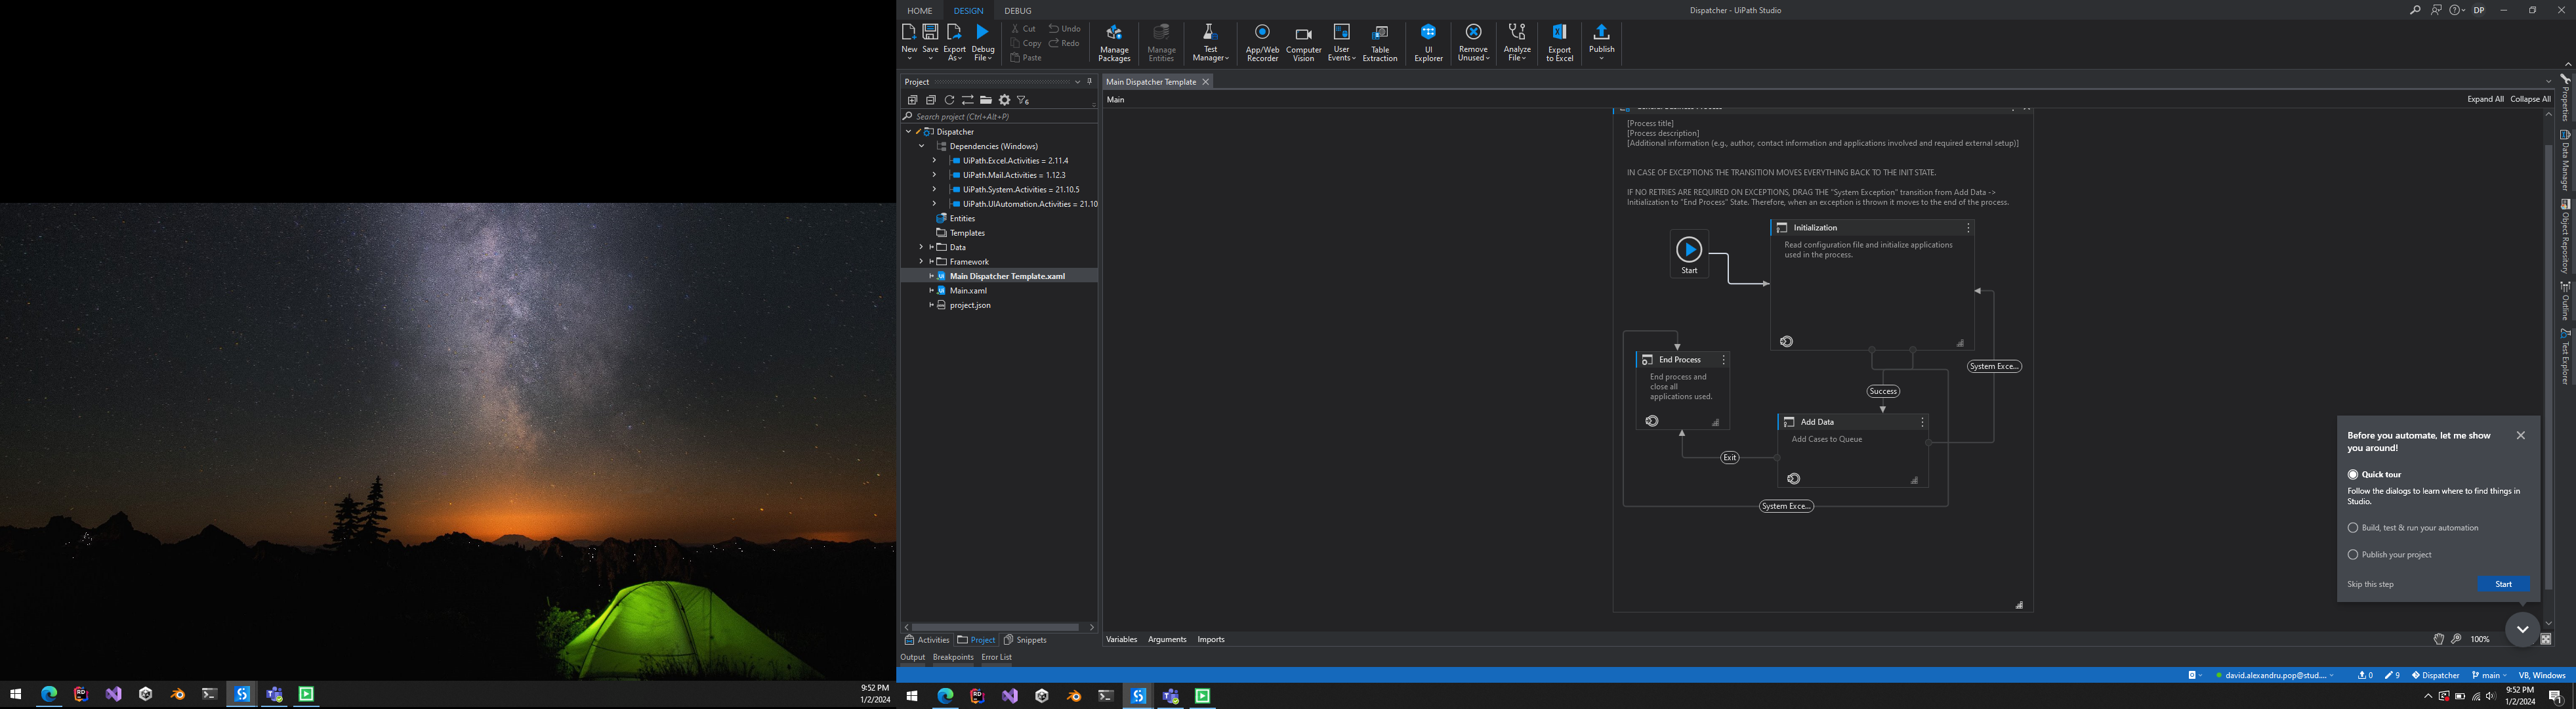 HOME DESIGN DEBUG
Dispatcher - UiPath Studio
DP
New
Save
Export As
Debug File
Cut
Copy
Paste
Undo
Redo
Manage Packages
Manage Entities
Test Manager
App/Web Recorder
Computer Vision
User Events
Table Extraction
UI Explorer
Remove Unused
Analyze File
Export to Excel
Publish
Project
Search project (Ctrl+Alt+P)
Dispatcher
Dependencies (Windows)
UiPath.Excel.Activities = 2.11.4
UiPath.Mail.Activities = 1.12.3
UiPath.System.Activities = 21.10.5
UiPath.UIAutomation.Activities = 21.10
Entities
Templates
Data
Framework
Main Dispatcher Template.xaml
Main.xaml
project.json
Activities Project Snippets
Output Breakpoints Error List
Main Dispatcher Template
Main
Expand All Collapse All
[Process title]
[Process description]
[Additional information (e.g., author, contact information and applications involved and required external setup)]
IN CASE OF EXCEPTIONS THE TRANSITION MOVES EVERYTHING BACK TO THE INIT STATE.
IF NO RETRIES ARE REQUIRED ON EXCEPTIONS, DRAG THE "System Exception" transition from Add Data ->
Initialization to "End Process" State. Therefore, when an exception is thrown it moves to the end of the process.
Start
Initialization
Read configuration file and initialize applications
used in the process.
System Exce...
End Process
End process and
close all
applications used.
Success
Add Data
Add Cases to Queue
Exit
System Exce...
Variables Arguments Imports
100%
Properties
Data Manager
Object Repository
Outline
Test Explorer
Before you automate, let me show
you around!
Quick tour
Follow the dialogs to learn where to find things in
Studio.
Build, test & run your automation
Publish your project
Skip this step
Start
david.alexandru.pop@stud....
0
9
Dispatcher
main
VB, Windows
9:52 PM
1/2/2024
9:52 PM
1/2/2024